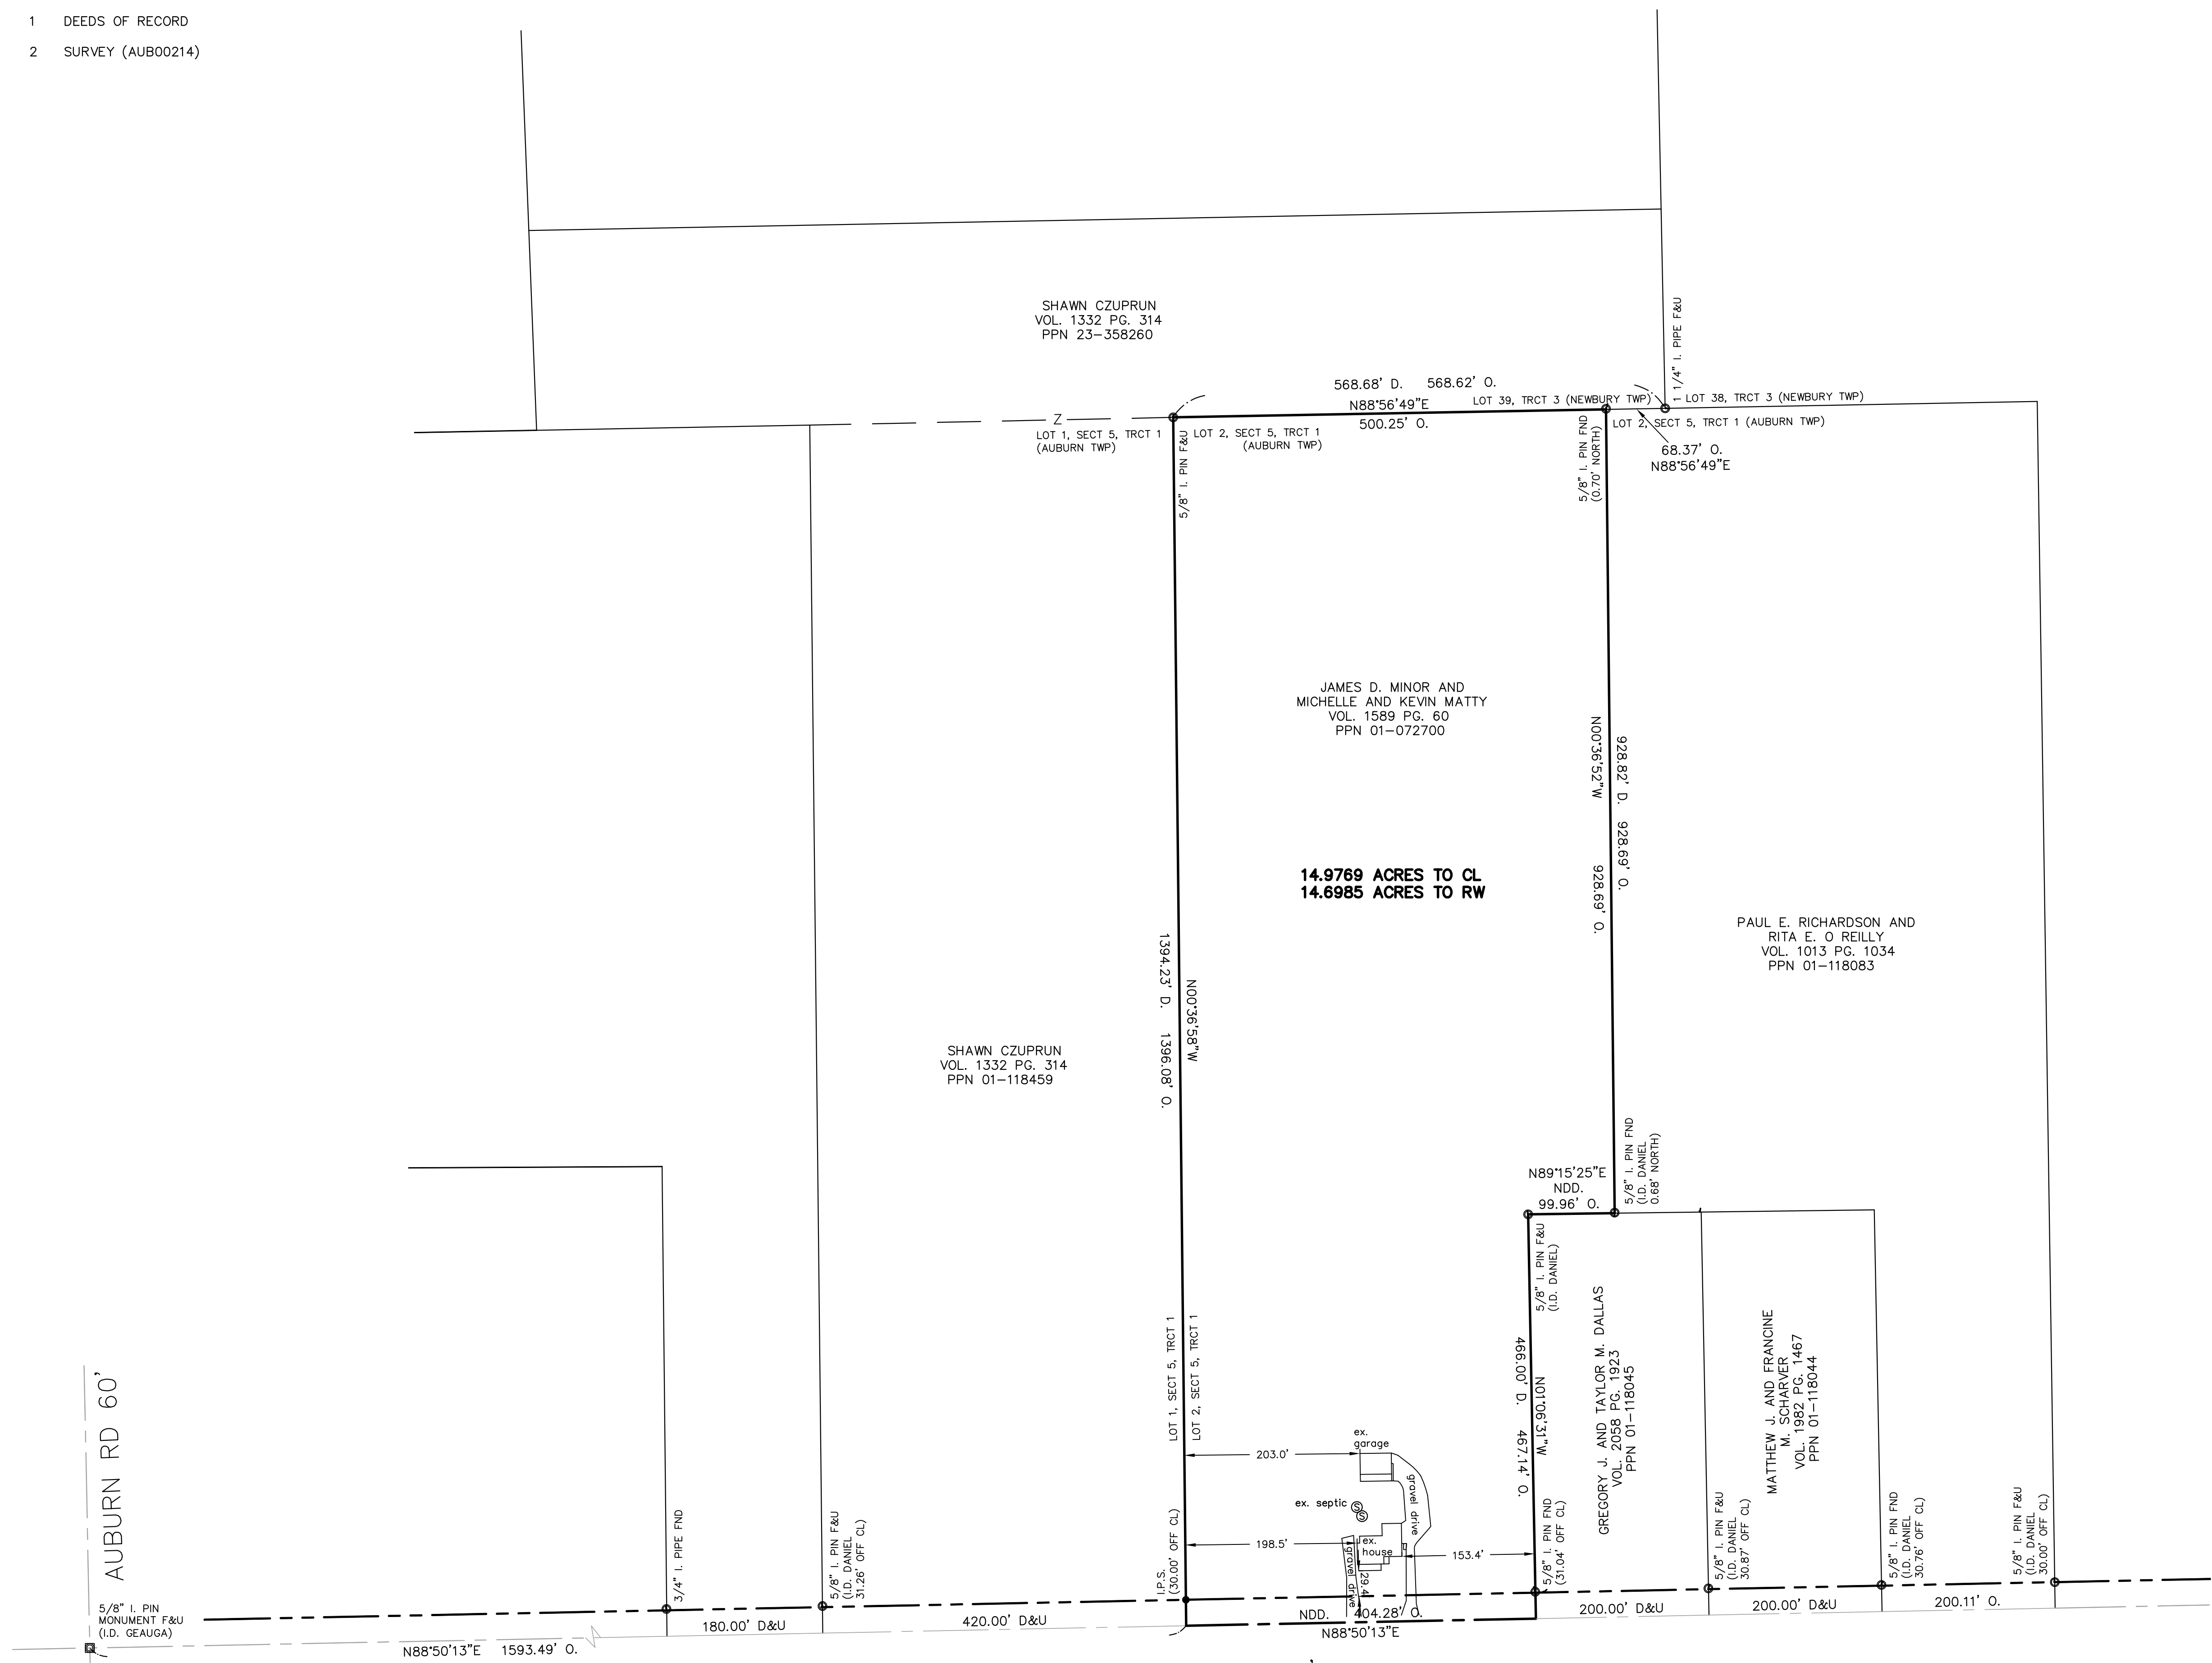 1 DEEDS OF RECORD
2 SURVEY (AUB00214)
SHAWN CZUPRUN
VOL. 1332 PG. 314
PPN 23-358260
1 1/4" I. PIPE F&U
568.68' D. 568.62' O.
N88°56'49"E
500.25' O.
LOT 39, TRCT 3 (NEWBURY TWP)
LOT 38, TRCT 3 (NEWBURY TWP)
Z
LOT 1, SECT 5, TRCT 1
(AUBURN TWP)
LOT 2, SECT 5, TRCT 1
(AUBURN TWP)
LOT 2, SECT 5, TRCT 1 (AUBURN TWP)
68.37' O.
N88°56'49"E
5/8" I. PIN F&U
5/8" I. PIN FND
(0.70' NORTH)
JAMES D. MINOR AND
MICHELLE AND KEVIN MATTY
VOL. 1589 PG. 60
PPN 01-072700
N00°36'52"W
928.69' O.
928.82' D. 928.69' O.
14.9769 ACRES TO CL
14.6985 ACRES TO RW
PAUL E. RICHARDSON AND
RITA E. O REILLY
VOL. 1013 PG. 1034
PPN 01-118083
1394.23' D. 1396.08' O.
N00°36'58"W
SHAWN CZUPRUN
VOL. 1332 PG. 314
PPN 01-118459
N89°15'25"E
NDD.
99.96' O.
5/8" I. PIN FND
(I.D. DANIEL
0.68' NORTH)
5/8" I. PIN F&U
(I.D. DANIEL)
466.00' D. 467.14' O.
N01°06'31"W
GREGORY J. AND TAYLOR M. DALLAS
VOL. 2058 PG. 1923
PPN 01-118045
MATTHEW J. AND FRANCINE
M. SCHARVER
VOL. 1982 PG. 1467
PPN 01-118044
LOT 1, SECT 5, TRCT 1
LOT 2, SECT 5, TRCT 1
ex.
garage
203.0'
gravel drive
ex. septic
S
S
198.5'
ex.
house
153.4'
gravel drive
29.4'
AUBURN RD 60'
3/4" I. PIPE FND
5/8" I. PIN F&U
(I.D. DANIEL
31.26' OFF CL)
I.P.S.
(30.00' OFF CL)
5/8" I. PIN FND
(31.04' OFF CL)
5/8" I. PIN F&U
(I.D. DANIEL
30.87' OFF CL)
5/8" I. PIN FND
(I.D. DANIEL
30.76' OFF CL)
5/8" I. PIN F&U
(I.D. DANIEL
30.00' OFF CL)
5/8" I. PIN
MONUMENT F&U
(I.D. GEAUGA)
180.00' D&U
420.00' D&U
NDD. 404.28' O.
N88°50'13"E
200.00' D&U
200.00' D&U
200.11' O.
N88°50'13"E 1593.49' O.